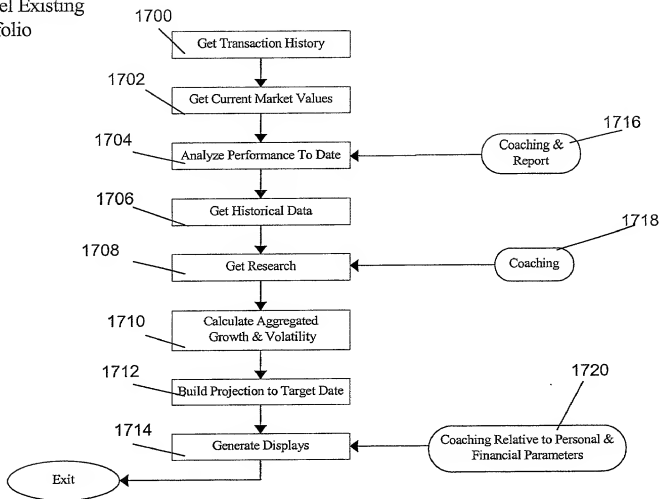 el Existing
folio
1700
Get Transaction History
1702
Get Current Market Values
1704
Analyze Performance To Date
1716
Coaching &
Report
1706
Get Historical Data
1718
1708
Get Research
Coaching
1710
Calculate Aggregated
Growth & Volatility
1712
Build Projection to Target Date
1720
1714
Generate Displays
Coaching Relative to Personal &
Financial Parameters
Exit